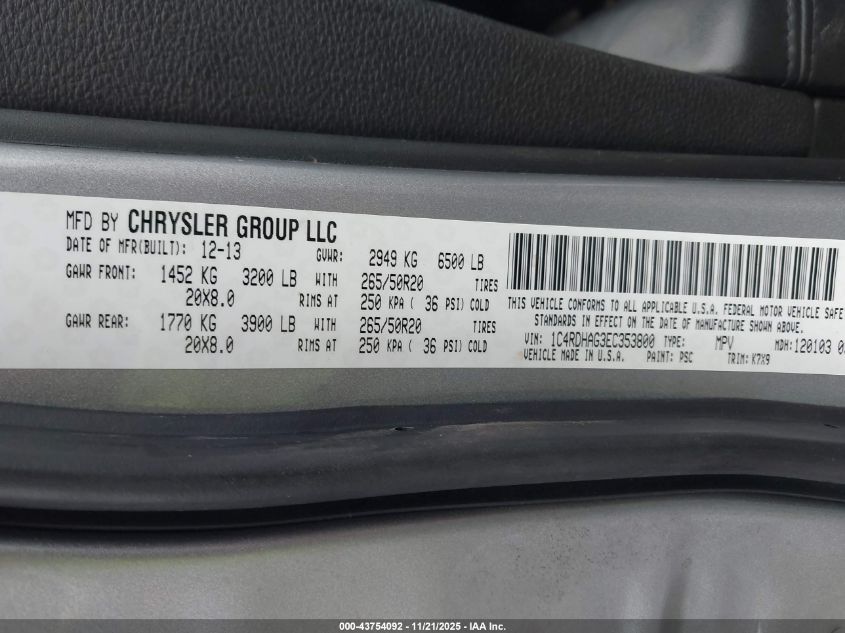 MFD BY CHRYSLER GROUP LLC
DATE OF MFR(BUILT): 12-13 GVWR: 2949 KG 6500 LB
GAWR FRONT: 1452 KG 3200 LB WITH 265/50R20 TIRES
20X8.0 RIMS AT 250 KPA ( 36 PSI) COLD
GAWR REAR: 1770 KG 3900 LB WITH 265/50R20 TIRES
20X8.0 RIMS AT 250 KPA ( 36 PSI) COLD
THIS VEHICLE CONFORMS TO ALL APPLICABLE U.S.A. FEDERAL MOTOR VEHICLE SAFE
STANDARDS IN EFFECT ON THE DATE OF MANUFACTURE SHOWN ABOVE.
VIN: 1C4RDHAG3EC353800 TYPE: MPV MDH:120103 0
VEHICLE MADE IN U.S.A. PAINT: PSC TRIM: K7X9
000-43754092 - 11/21/2025 - IAA Inc.